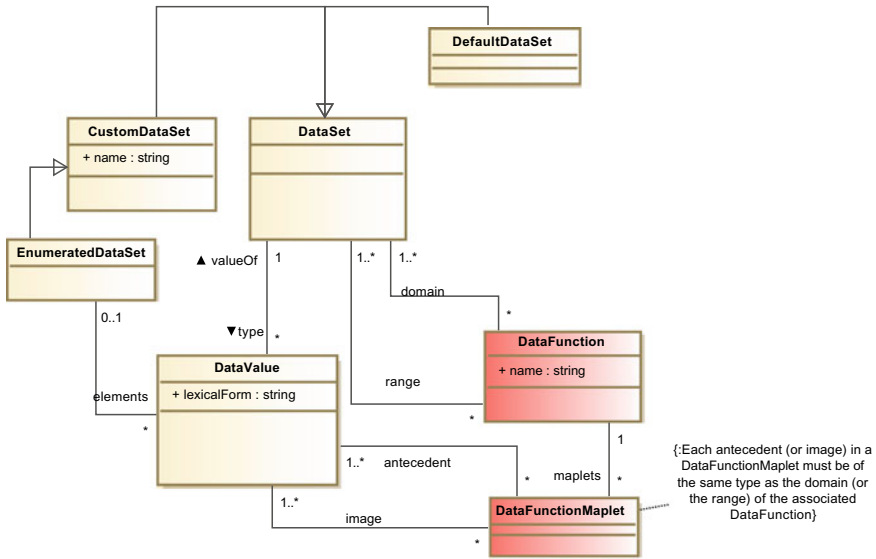 DefaultDataSet
CustomDataSet
+ name : string
DataSet
EnumeratedDataSet
▲ valueOf
1
1..*
1..*
domain
0..1
*
▼type
*
DataFunction
+ name : string
DataValue
+ lexicalForm : string
range
elements
*
*
1
1..*
antecedent
maplets
*
*
{:Each antecedent (or image) in a
DataFunctionMaplet must be of
the same type as the domain (or
the range) of the associated
DataFunction}
1..*
image
*
DataFunctionMaplet